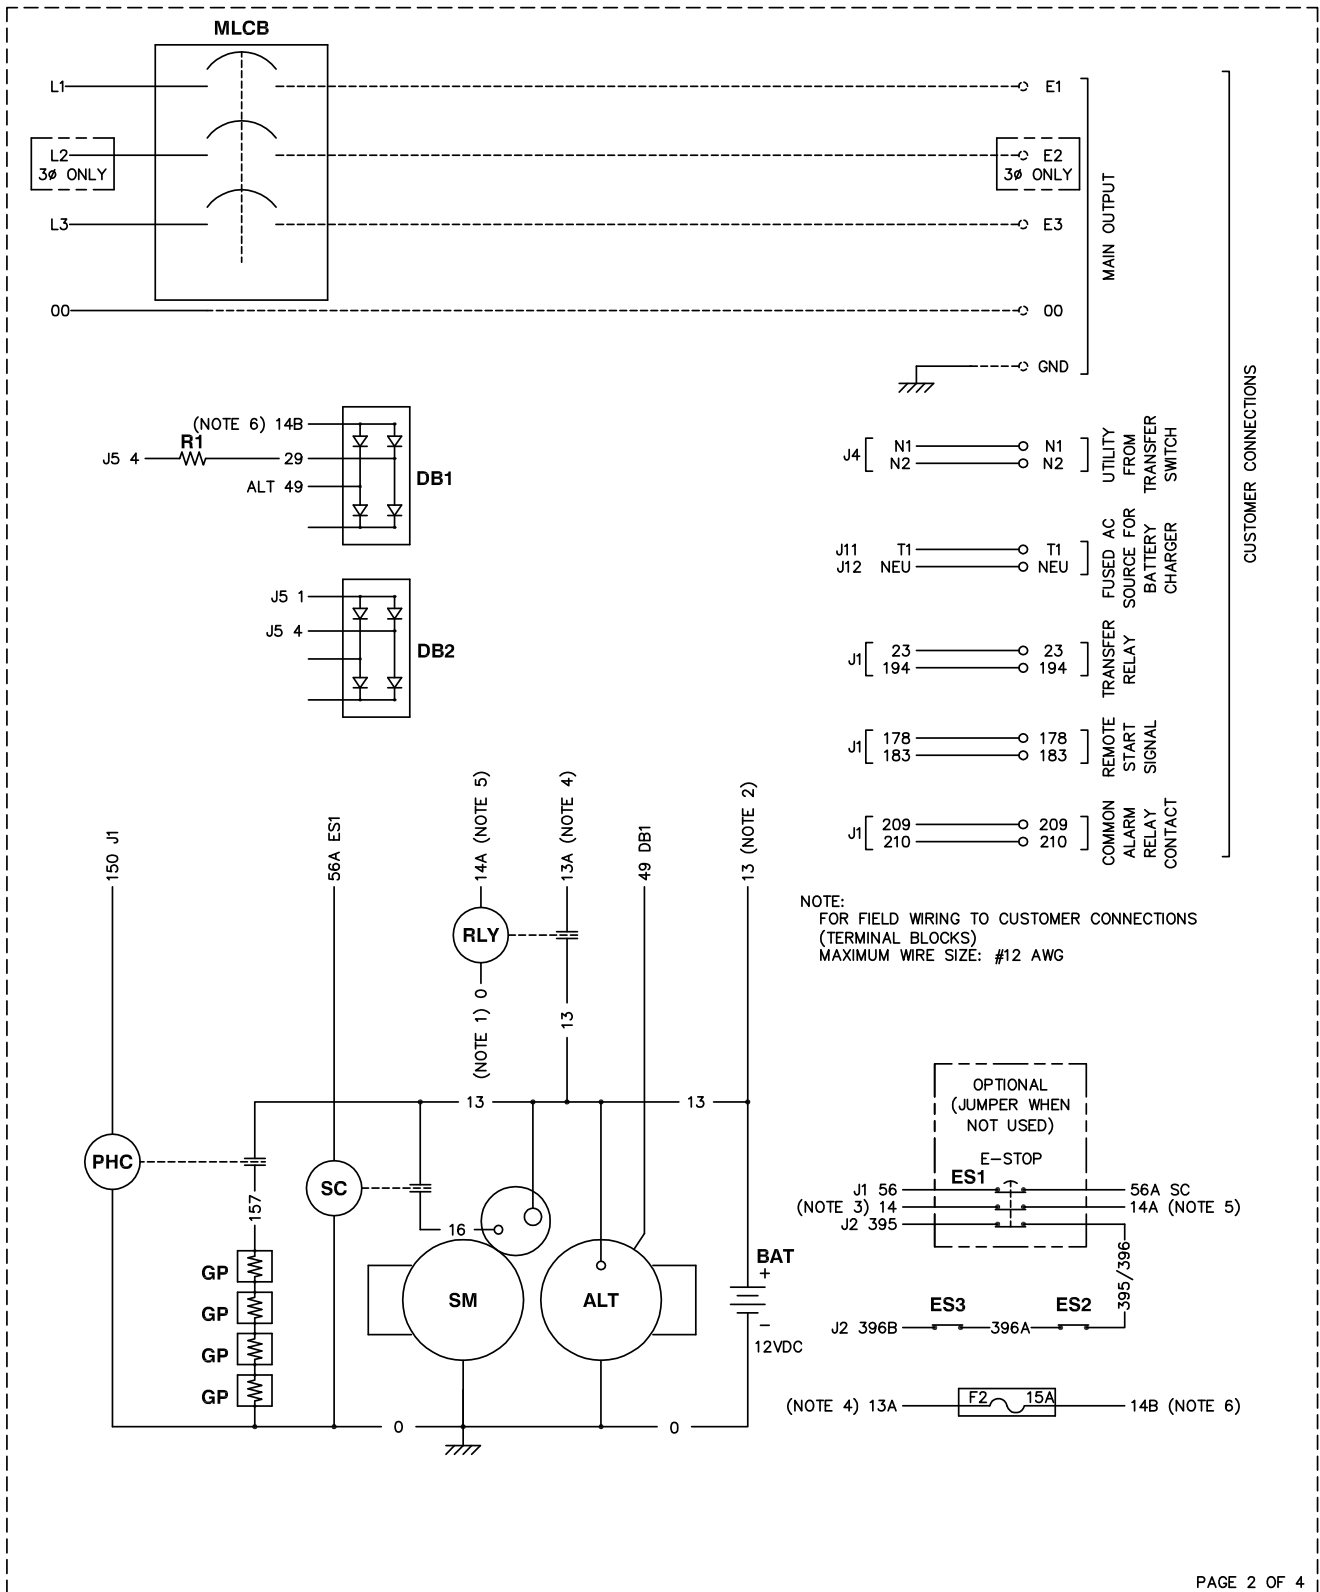 MLCB
L1
E1
L2
3ø ONLY
E2
3ø ONLY
L3
E3
MAIN OUTPUT
00
00
GND
CUSTOMER CONNECTIONS
(NOTE 6) 14B
R1
J5 4
29
ALT 49
DB1
J4
N1
N2
N1
N2
UTILITY
FROM
TRANSFER
SWITCH
J11 T1
J12 NEU
T1
NEU
FUSED AC
SOURCE FOR
BATTERY
CHARGER
J5 1
J5 4
DB2
J1
23
194
23
194
TRANSFER
RELAY
J1
178
183
178
183
REMOTE
START
SIGNAL
J1
209
210
209
210
COMMON
ALARM
RELAY
CONTACT
150 J1
56A ES1
14A (NOTE 5)
13A (NOTE 4)
49 DB1
13 (NOTE 2)
NOTE:
FOR FIELD WIRING TO CUSTOMER CONNECTIONS
(TERMINAL BLOCKS)
MAXIMUM WIRE SIZE: #12 AWG
RLY
(NOTE 1) 0
13
13
13
PHC
SC
157
16
GP
GP
GP
GP
SM
ALT
BAT
+
–
12VDC
0
0
OPTIONAL
(JUMPER WHEN
NOT USED)
E-STOP
ES1
J1 56
56A SC
(NOTE 3) 14
14A (NOTE 5)
J2 395
395/396
ES3
ES2
J2 396B
396A
(NOTE 4) 13A
F2
15A
14B (NOTE 6)
PAGE 2 OF 4